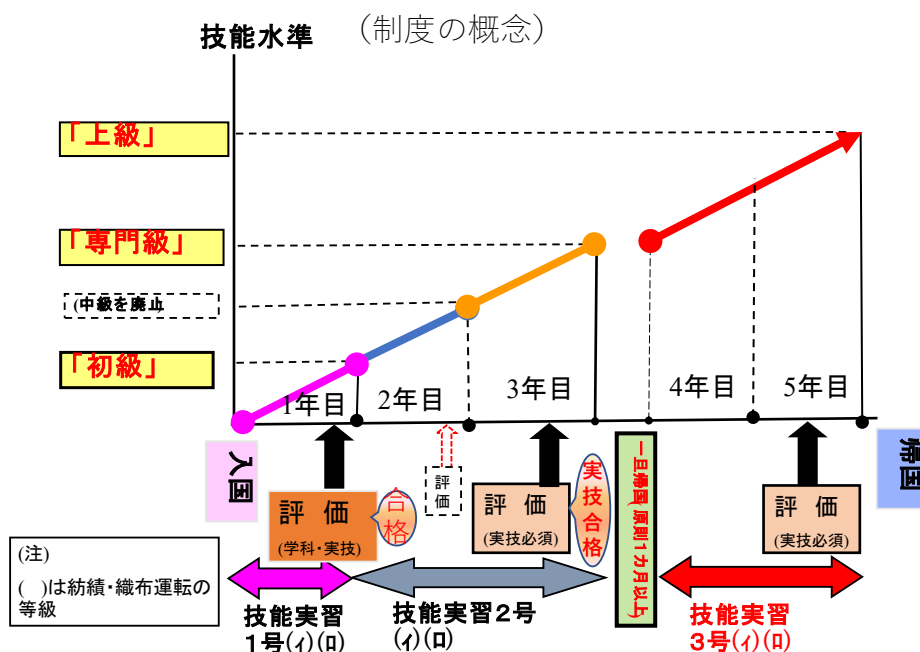 (制度の概念)
技能水準
「上級」
「専門級」
(中級を廃止)
「初級」
1年目
2年目
3年目
4年目
5年目
入国
帰国
評 価
(学科・実技)
合格
評価
評 価
(実技必須)
実技合格
一旦帰国(原則1カ月以上)
評 価
(実技必須)
(注)
( )は紡績・織布運転の
等級
技能実習
1号(ィ)(ロ)
技能実習2号
(ィ)(ロ)
技能実習
3号(ィ)(ロ)